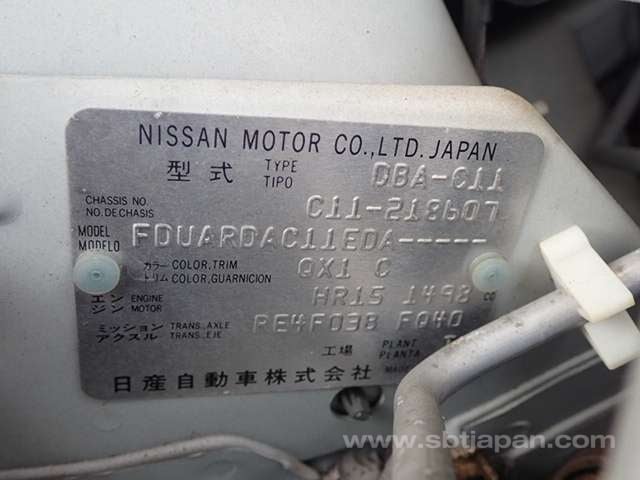 NISSAN MOTOR CO.,LTD. JAPAN
型式 TYPE TIPO DBA-C11
CHASSIS NO. NO. DE CHASIS C11-218607
MODEL MODELO FDUARDAC11EDA-----
カラー トリム COLOR, TRIM COLOR, GUARNICION QX1 C
エンジン ENGINE MOTOR HR15 1498 CC
ミッション アクスル TRANS. AXLE TRANS. EJE RE4F03B FQ40
工場 PLANT PLANTA
日産自動車株式会社 MADE
www.sbtjapan.com